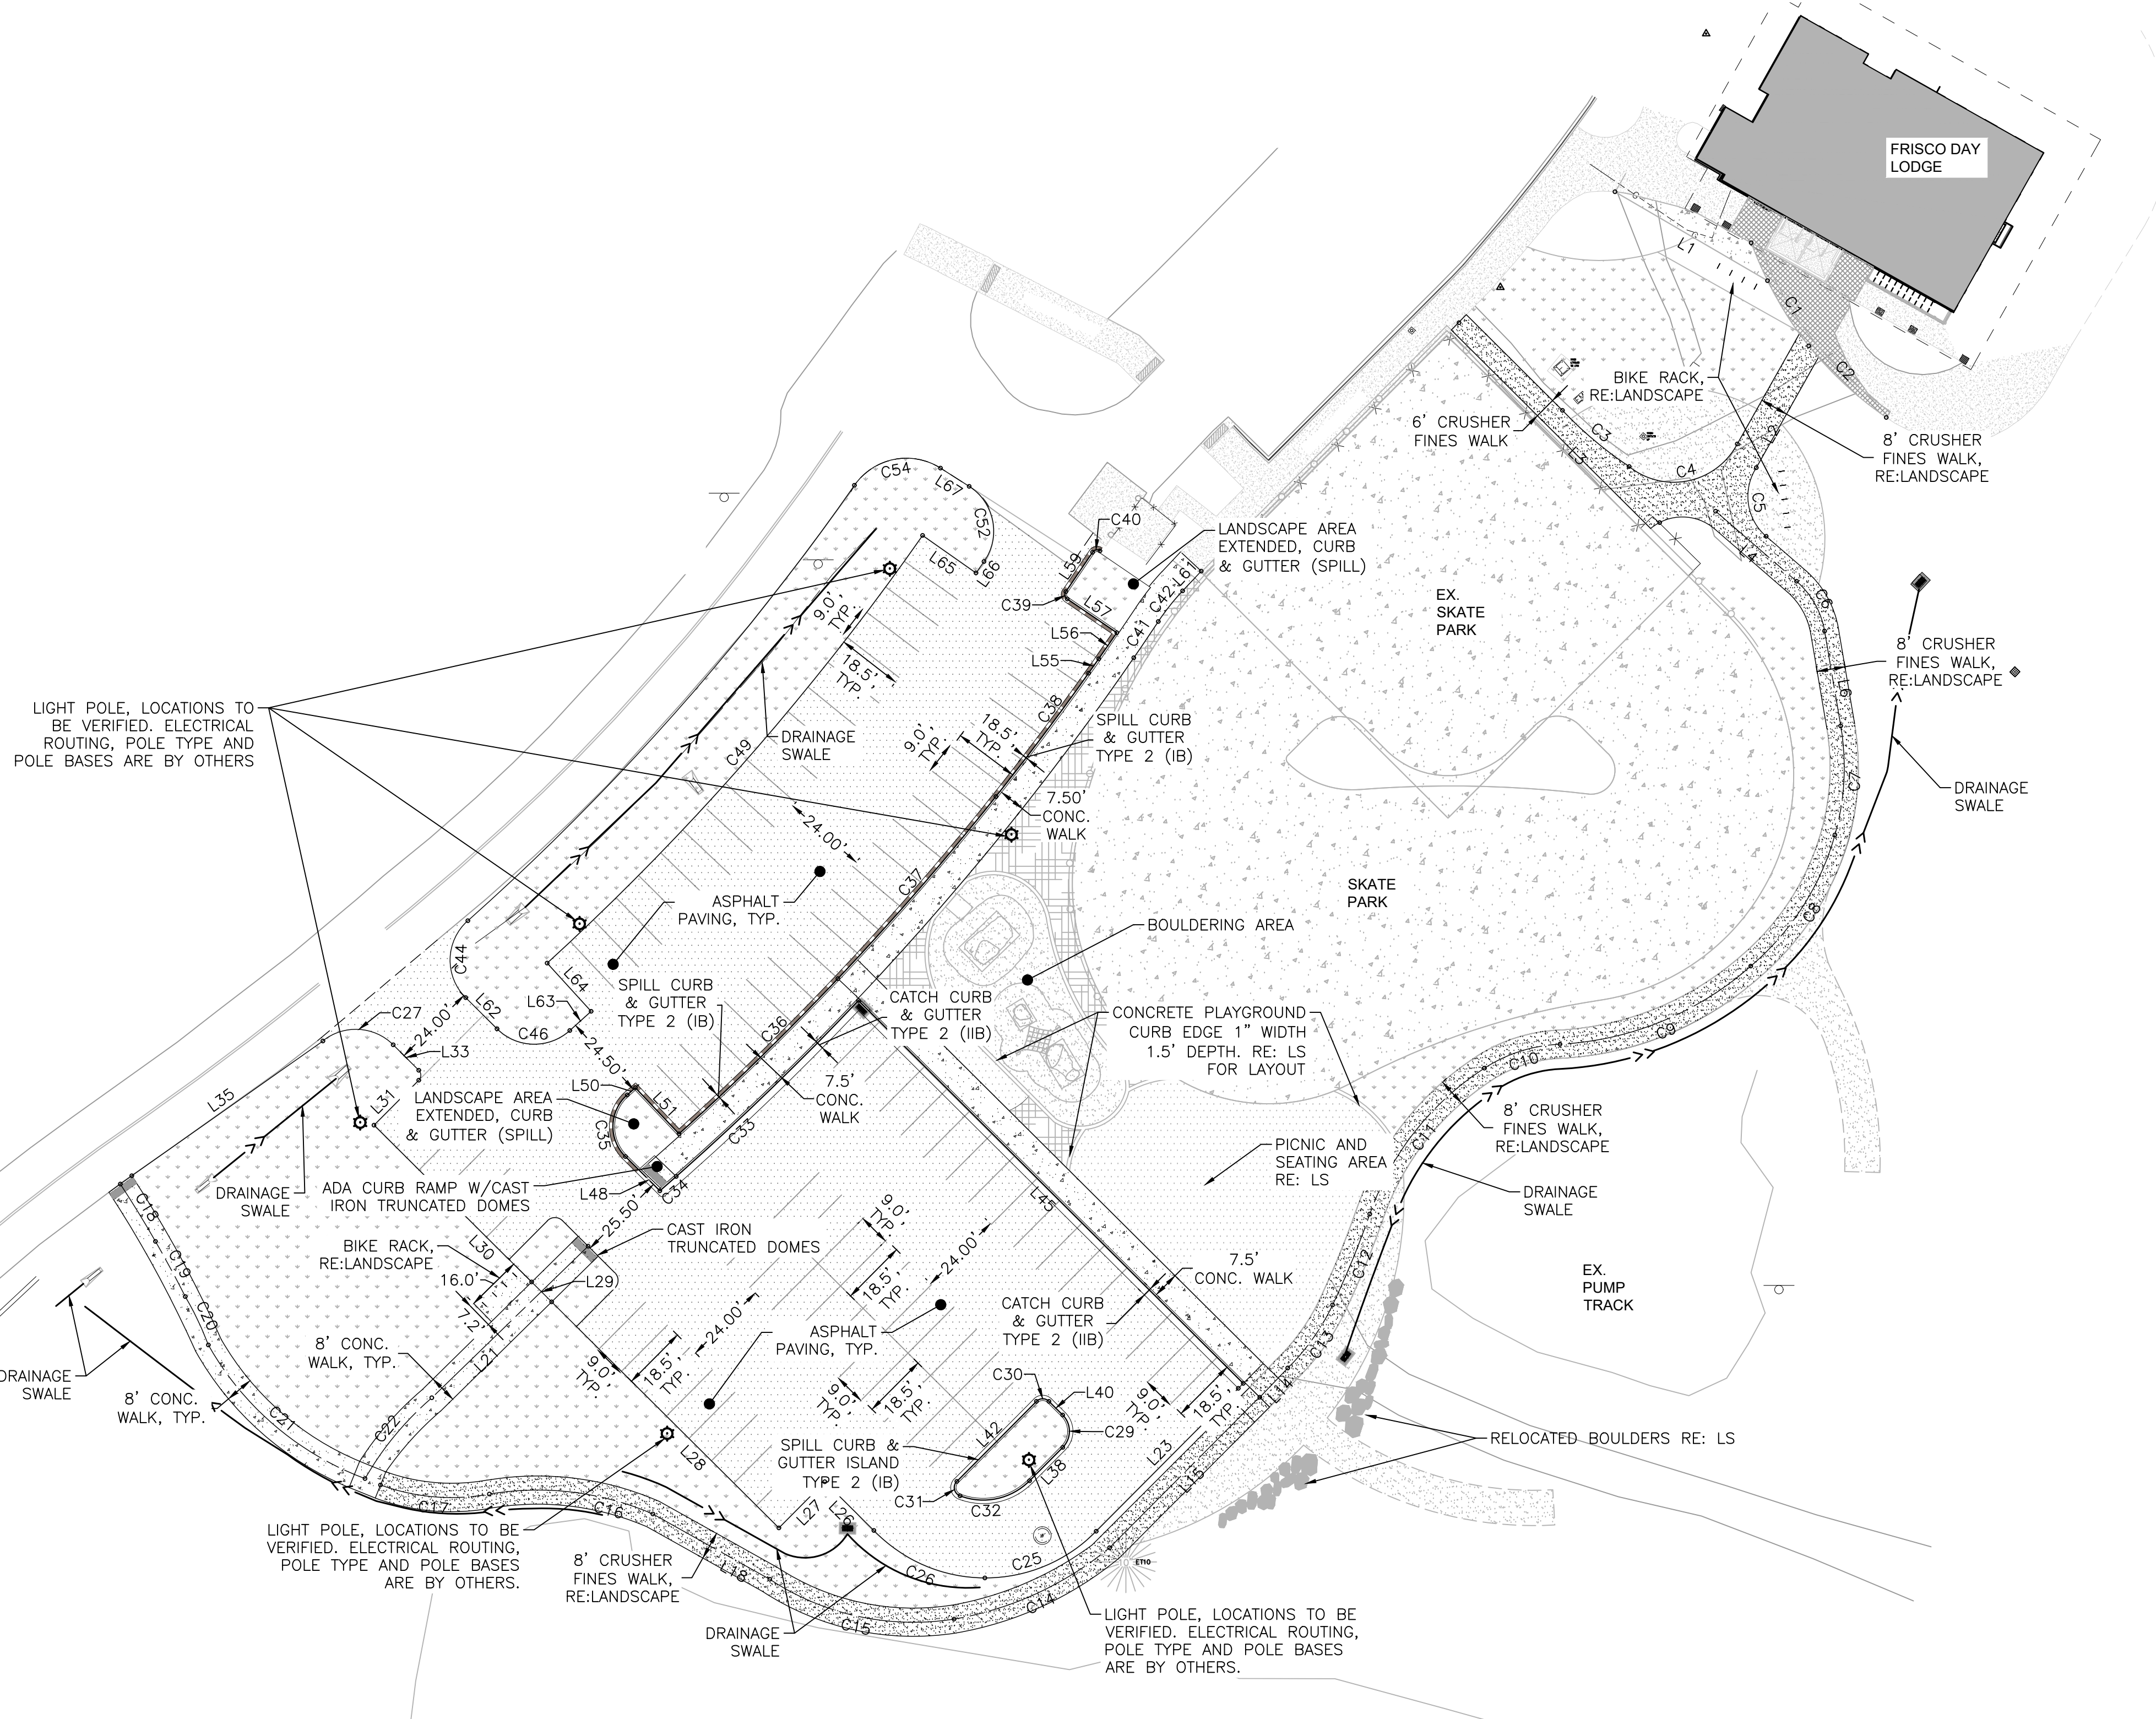 FRISCO DAY
LODGE
L1
C1
C2
BIKE RACK,
RE:LANDSCAPE
6' CRUSHER
FINES WALK
C3
L3
C4
L2
8' CRUSHER
FINES WALK,
RE:LANDSCAPE
C5
L4
C6
8' CRUSHER
FINES WALK,
RE:LANDSCAPE
L6
C7
C8
DRAINAGE
SWALE
EX.
SKATE
PARK
SKATE
PARK
C54
L67
C52
L65
L66
C40
L59
LANDSCAPE AREA
EXTENDED, CURB
& GUTTER (SPILL)
C39
L57
C42
L61
L56
C41
L55
9.0'
TYP.
18.5'
TYP.
C38
SPILL CURB
& GUTTER
TYPE 2 (IB)
18.5'
TYP.
9.0'
TYP.
LIGHT POLE, LOCATIONS TO
BE VERIFIED. ELECTRICAL
ROUTING, POLE TYPE AND
POLE BASES ARE BY OTHERS
DRAINAGE
SWALE
C49
7.50'
CONC.
WALK
24.00'
C37
ASPHALT
PAVING, TYP.
BOULDERING AREA
C44
L64
L63
L62
C46
C27
24.00'
L33
SPILL CURB
& GUTTER
TYPE 2 (IB)
CATCH CURB
& GUTTER
TYPE 2 (IIB)
CONCRETE PLAYGROUND
CURB EDGE 1" WIDTH
1.5' DEPTH. RE: LS
FOR LAYOUT
C36
24.50'
7.5'
CONC.
WALK
L50
L51
LANDSCAPE AREA
EXTENDED, CURB
& GUTTER (SPILL)
C35
C33
L31
L35
C9
C10
8' CRUSHER
FINES WALK,
RE:LANDSCAPE
C11
PICNIC AND
SEATING AREA
RE: LS
DRAINAGE
SWALE
ADA CURB RAMP W/CAST
IRON TRUNCATED DOMES
L48
C34
25.50'
CAST IRON
TRUNCATED DOMES
DRAINAGE
SWALE
C18
C19
C20
BIKE RACK,
RE:LANDSCAPE
L30
16.0'
7.2'
L29
L45
9.0'
TYP.
18.5'
TYP.
24.00'
7.5'
CONC. WALK
C12
C13
EX.
PUMP
TRACK
CATCH CURB
& GUTTER
TYPE 2 (IIB)
ASPHALT
PAVING, TYP.
24.00'
9.0'
TYP.
18.5'
TYP.
8' CONC.
WALK, TYP.
L21
DRAINAGE
SWALE
8' CONC.
WALK, TYP.
C21
C22
C30
L40
L42
C29
L38
C31
C32
9.0'
TYP.
18.5'
TYP.
9.0'
TYP.
18.5'
TYP.
L14
L23
L15
RELOCATED BOULDERS RE: LS
SPILL CURB &
GUTTER ISLAND
TYPE 2 (IB)
L28
L27
L26
C17
C16
C25
C26
ET10
LIGHT POLE, LOCATIONS TO BE
VERIFIED. ELECTRICAL ROUTING,
POLE TYPE AND POLE BASES
ARE BY OTHERS.
8' CRUSHER
FINES WALK,
RE:LANDSCAPE
L18
C15
C14
DRAINAGE
SWALE
LIGHT POLE, LOCATIONS TO BE
VERIFIED. ELECTRICAL ROUTING,
POLE TYPE AND POLE BASES
ARE BY OTHERS.